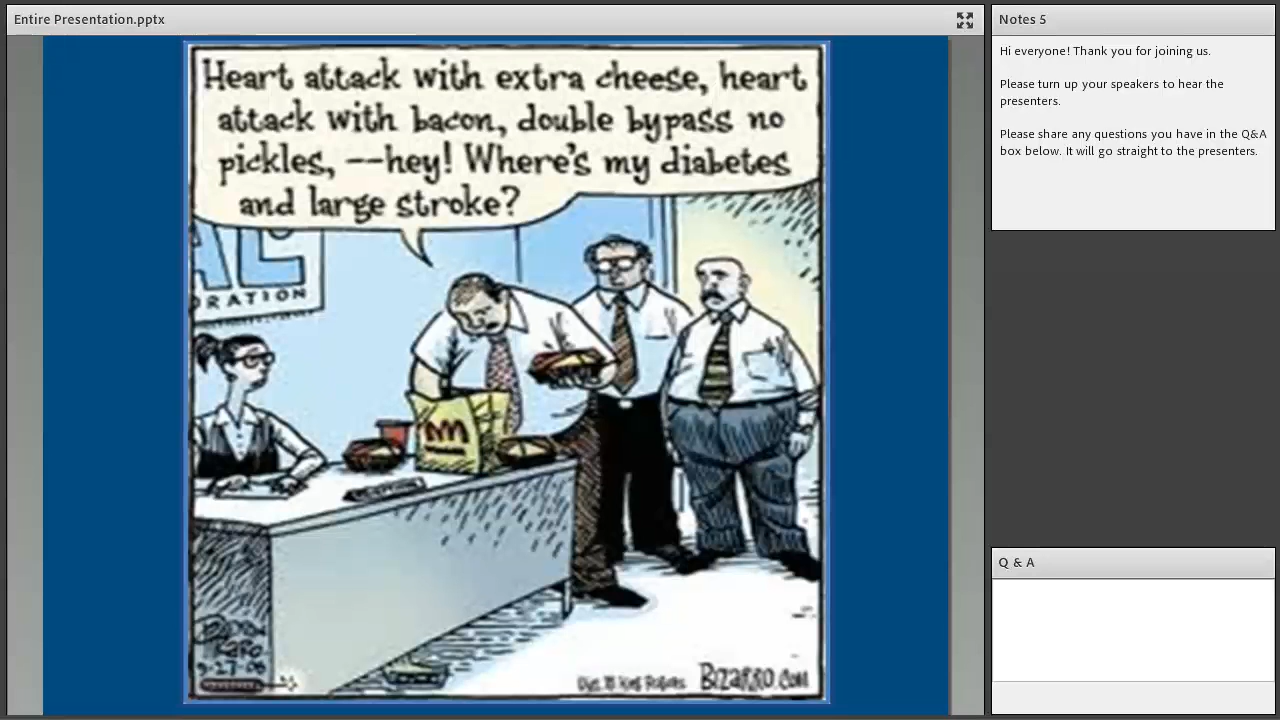 Entire Presentation.pptx
Heart attack with extra cheese, heart
attack with bacon, double bypass no
pickles, --hey! Where's my diabetes
and large stroke?
ORATION
RECEPTION
BIZARRO.COM
Notes 5
Hi everyone! Thank you for joining us.
Please turn up your speakers to hear the
presenters.
Please share any questions you have in the Q&A
box below. It will go straight to the presenters.
Q & A